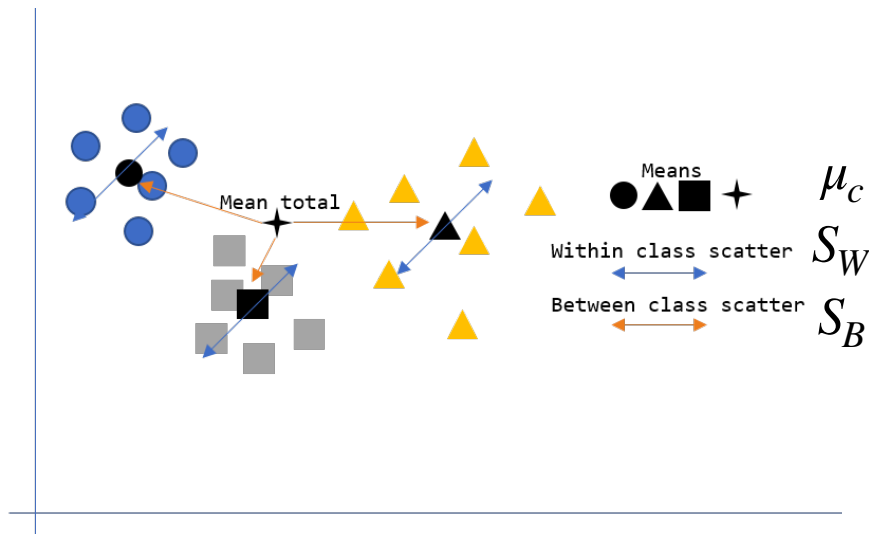 Mean total
Means
μc
Within class scatter
SW
Between class scatter
SB